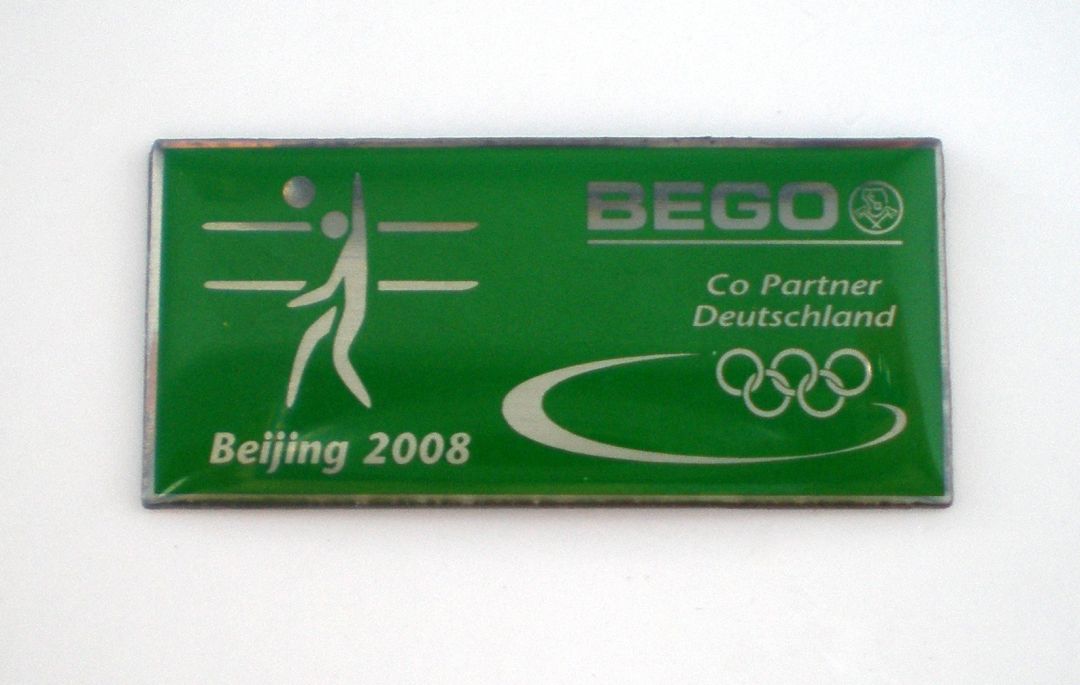 BEGO
Co Partner
Deutschland
Beijing 2008